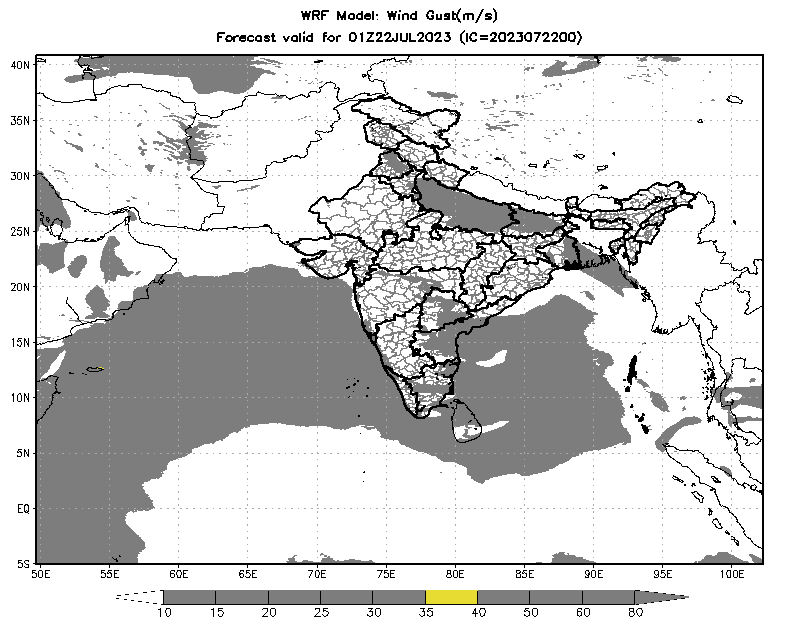 WRF Model: Wind Gust(m/s)
Forecast valid for 01Z22JUL2023 (IC=2023072200)
40N
35N
30N
25N
20N
15N
10N
5N
EQ
5S
50E 55E 60E 65E 70E 75E 80E 85E 90E 95E 100E
10 15 20 25 30 35 40 50 60 80